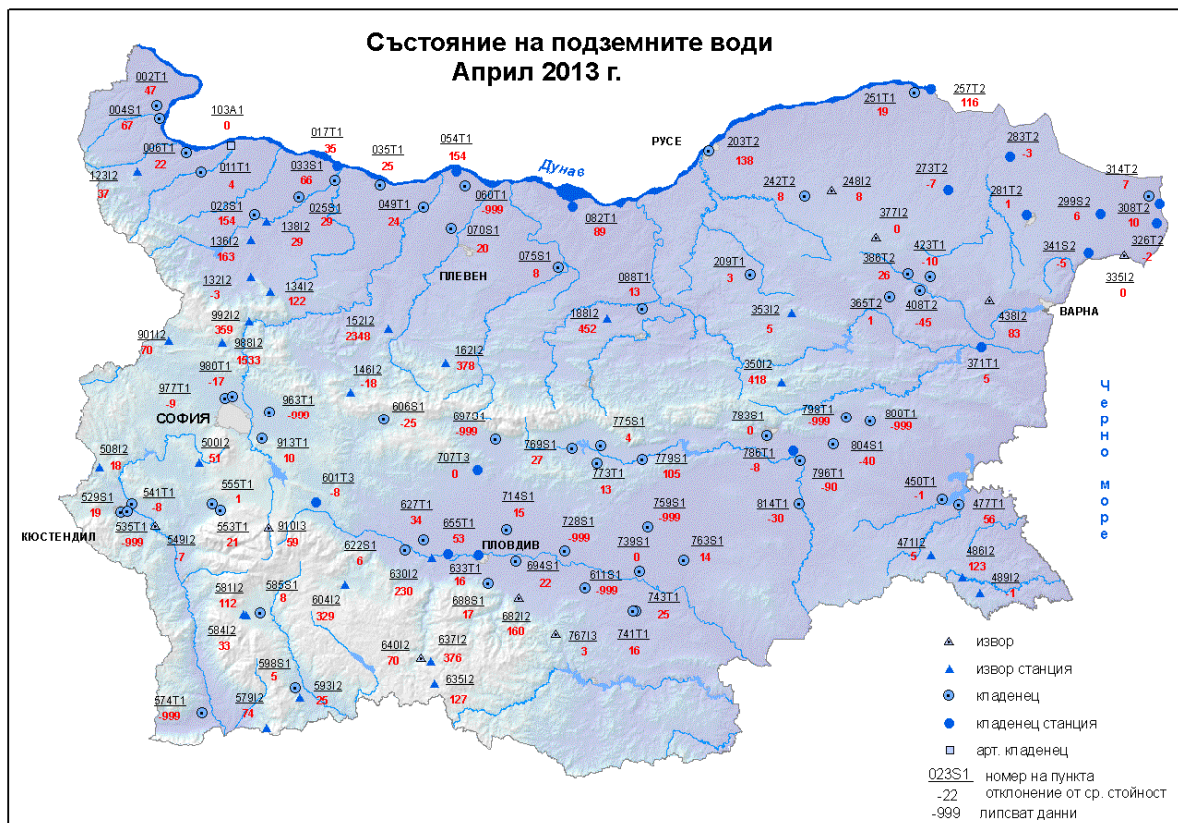 Състояние на подземните води
Април 2013 г.
002T1
47
004S1
67
103A1
0
006T1
22
011T1
4
123I2
37
017T1
35
033S1
66
035T1
25
054T1
154
Дунав
060T1
-999
049T1
24
023S1
154
025S1
29
138I2
29
136I2
163
070S1
20
082T1
89
ПЛЕВЕН
075S1
8
132I2
-3
134I2
122
088T1
13
РУСЕ
203T2
138
251T1
19
257T2
116
283T2
-3
273T2
-7
242T2
8
248I2
8
281T2
1
299S2
6
314T2
7
308T2
10
326T2
-2
377I2
0
423T1
-10
386T2
26
341S2
-5
335I2
0
209T1
3
365T2
1
408T2
-45
438I2
83
ВАРНА
353I2
5
371T1
5
992I2
359
901I2
70
988I2
1533
152I2
2348
188I2
452
162I2
378
350I2
418
146I2
-18
980T1
-17
977T1
-9
СОФИЯ
963T1
-999
606S1
-25
697S1
-999
775S1
4
783S1
0
798T1
-999
800T1
-999
Черно море
913T1
10
500I2
51
508I2
18
707T3
0
769S1
27
773T1
13
779S1
105
786T1
-8
804S1
-40
796T1
-90
601T3
-8
529S1
19
541T1
-8
555T1
1
535T1
-999
553T1
21
КЮСТЕНДИЛ
549I2
-7
910I3
59
627T1
34
714S1
15
655T1
53
ПЛОВДИВ
728S1
-999
759S1
-999
814T1
-30
450T1
-1
477T1
56
622S1
6
739S1
0
763S1
14
471I2
5
486I2
123
489I2
1
630I2
230
633T1
16
694S1
22
611S1
-999
581I2
112
585S1
8
604I2
329
688S1
17
682I2
160
743T1
25
584I2
33
640I2
70
637I2
376
767I3
3
741T1
16
598S1
5
593I2
25
635I2
127
574T1
-999
579I2
74
извор
извор станция
кладенец
кладенец станция
арт. кладенец
023S1 номер на пункта
-22 отклонение от ср. стойност
-999 липсват данни